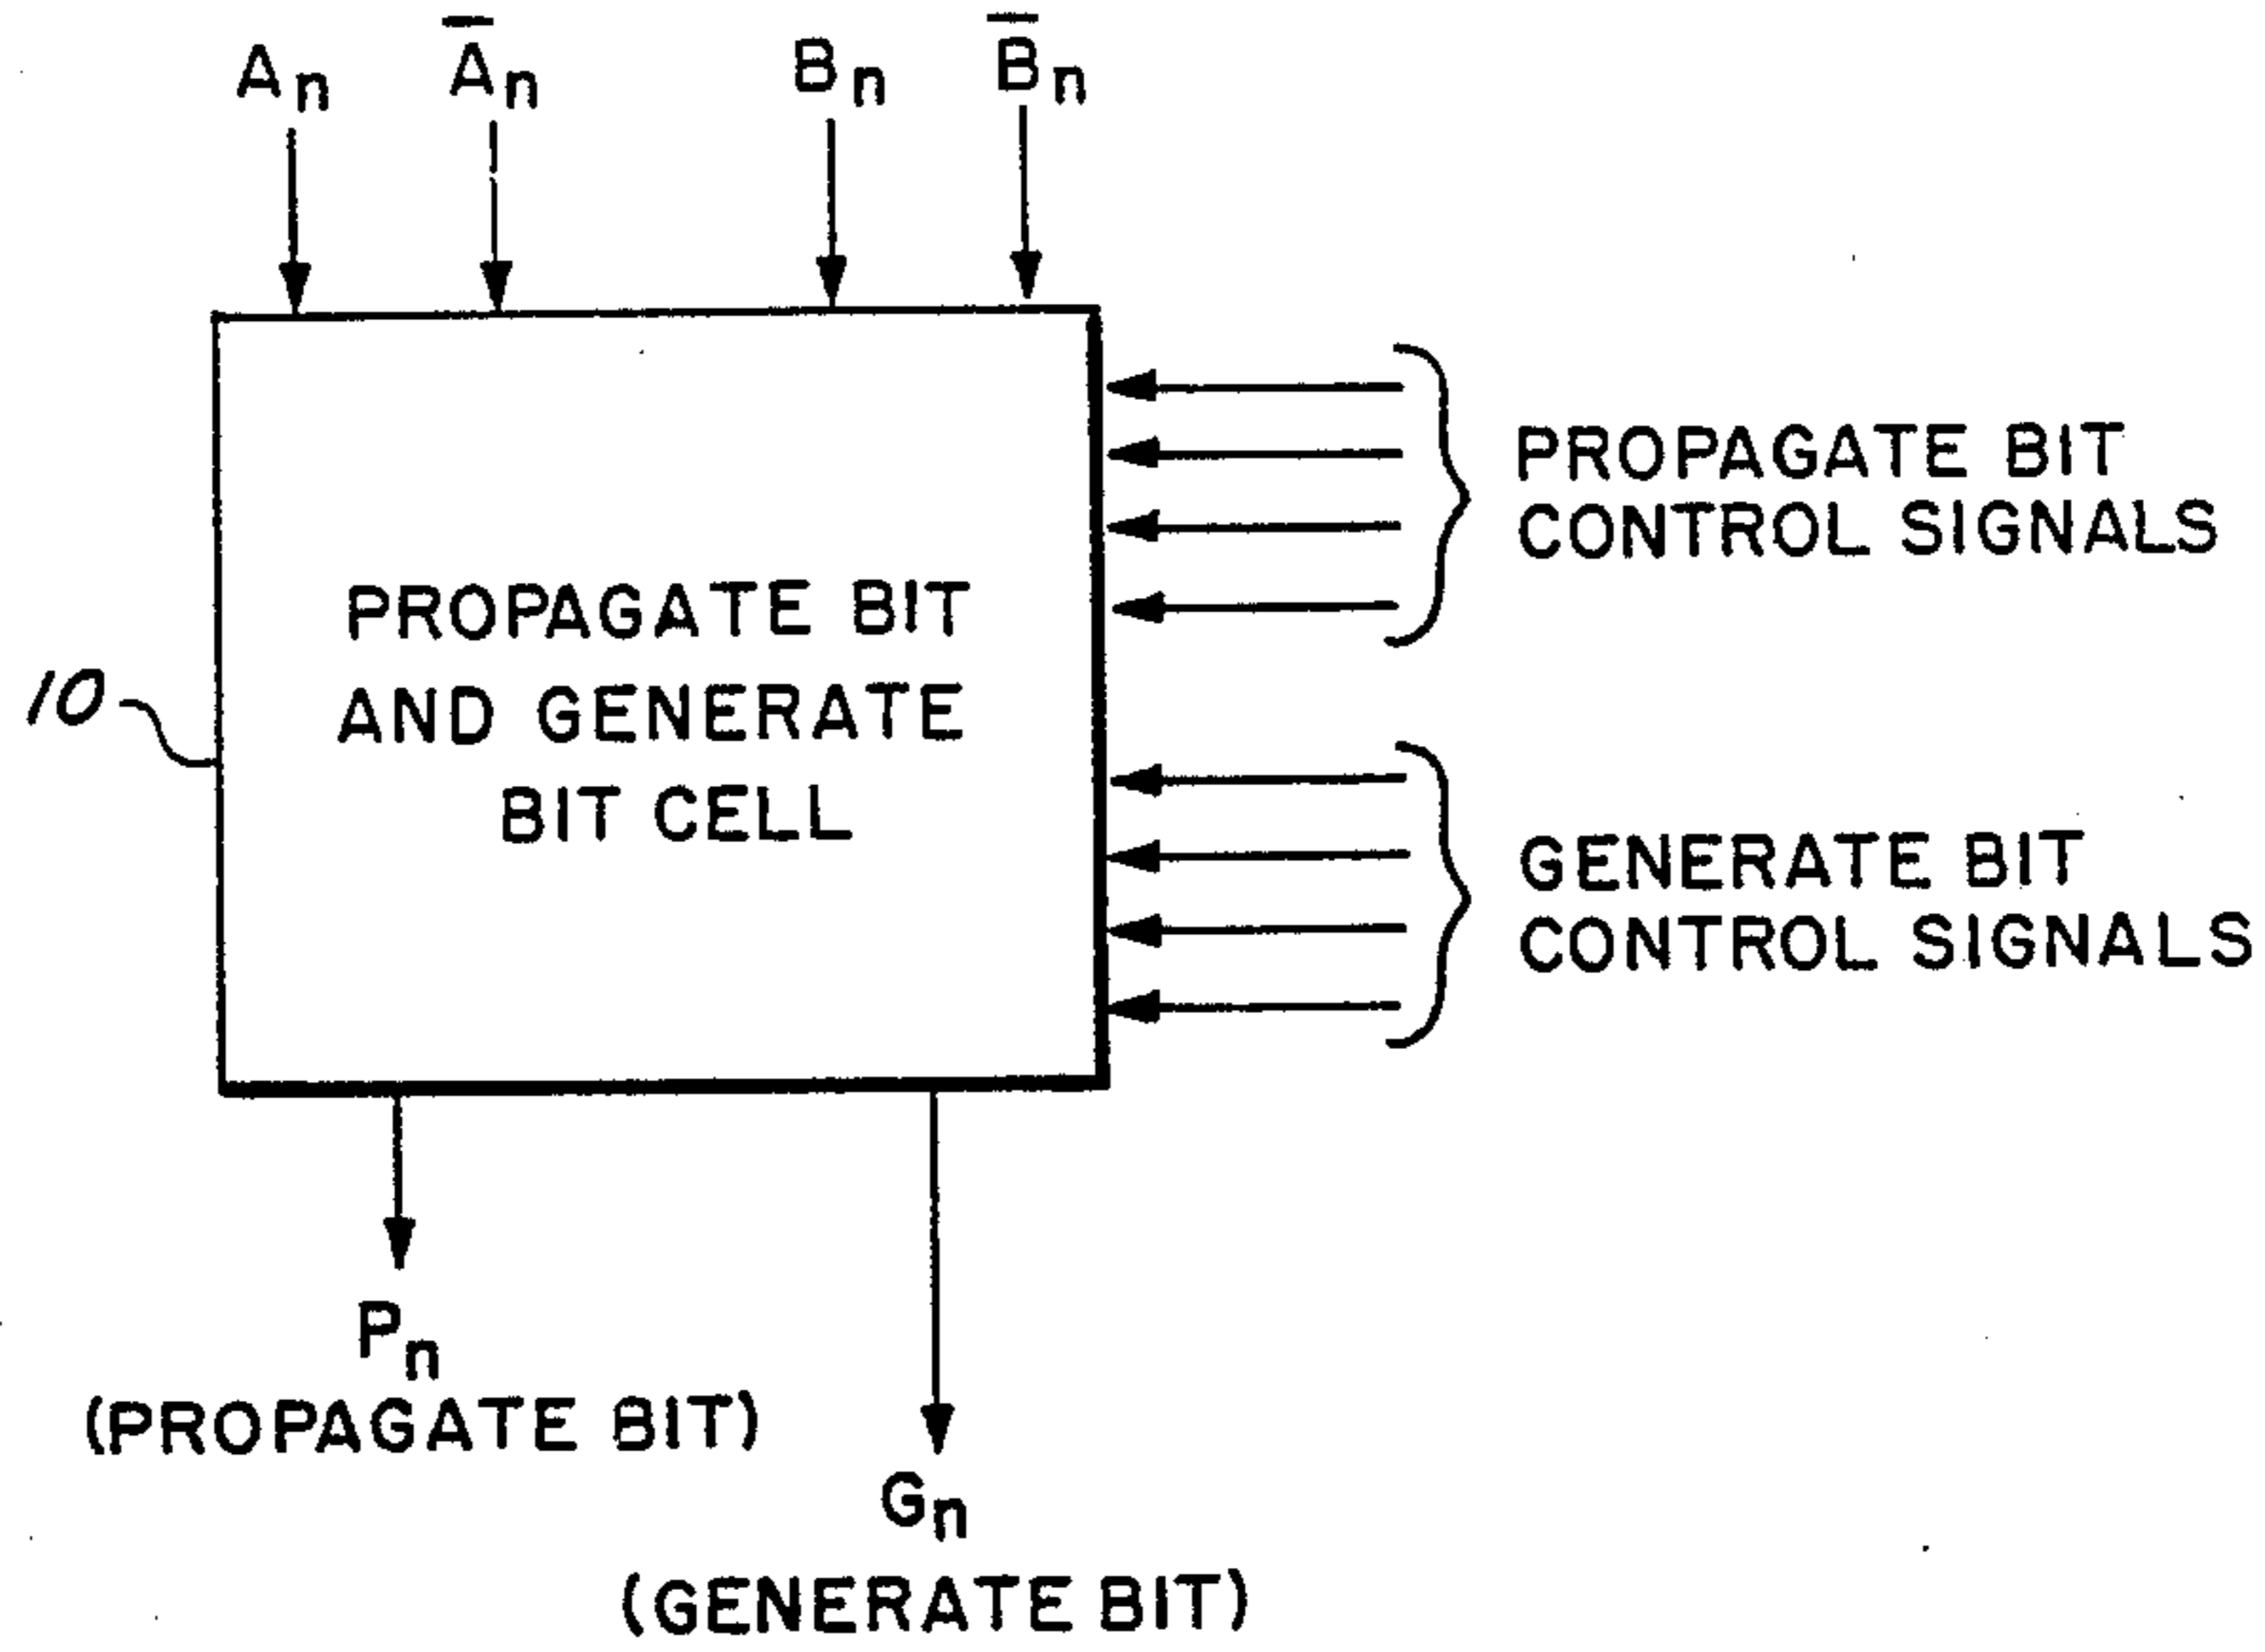 Aₙ A̅ₙ Bₙ B̅ₙ
PROPAGATE BIT
CONTROL SIGNALS
PROPAGATE BIT
AND GENERATE
BIT CELL
10
GENERATE BIT
CONTROL SIGNALS
Pₙ
(PROPAGATE BIT)
Gₙ
(GENERATE BIT)